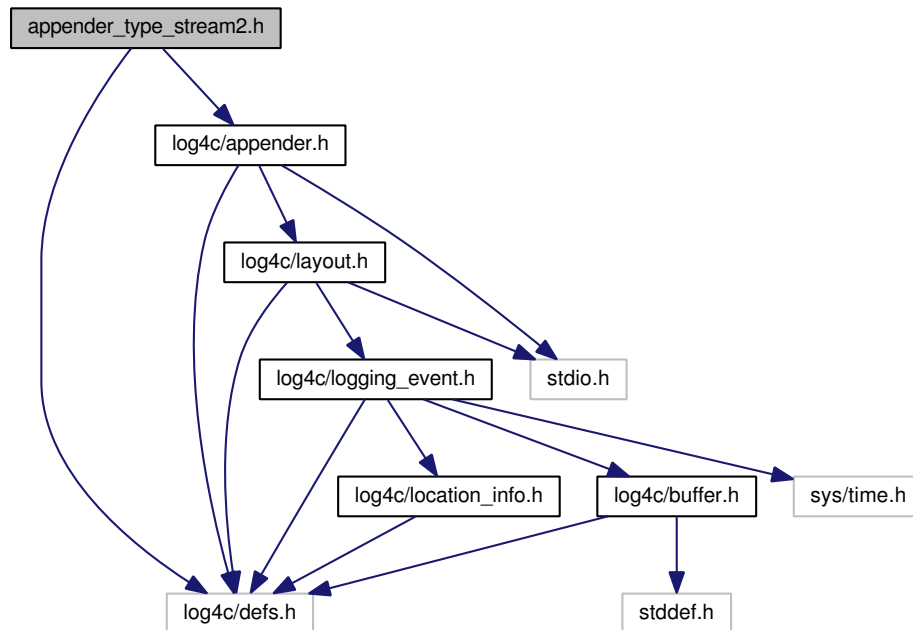 appender_type_stream2.h
log4c/appender.h
log4c/layout.h
log4c/logging_event.h
stdio.h
log4c/location_info.h
log4c/buffer.h
sys/time.h
log4c/defs.h
stddef.h